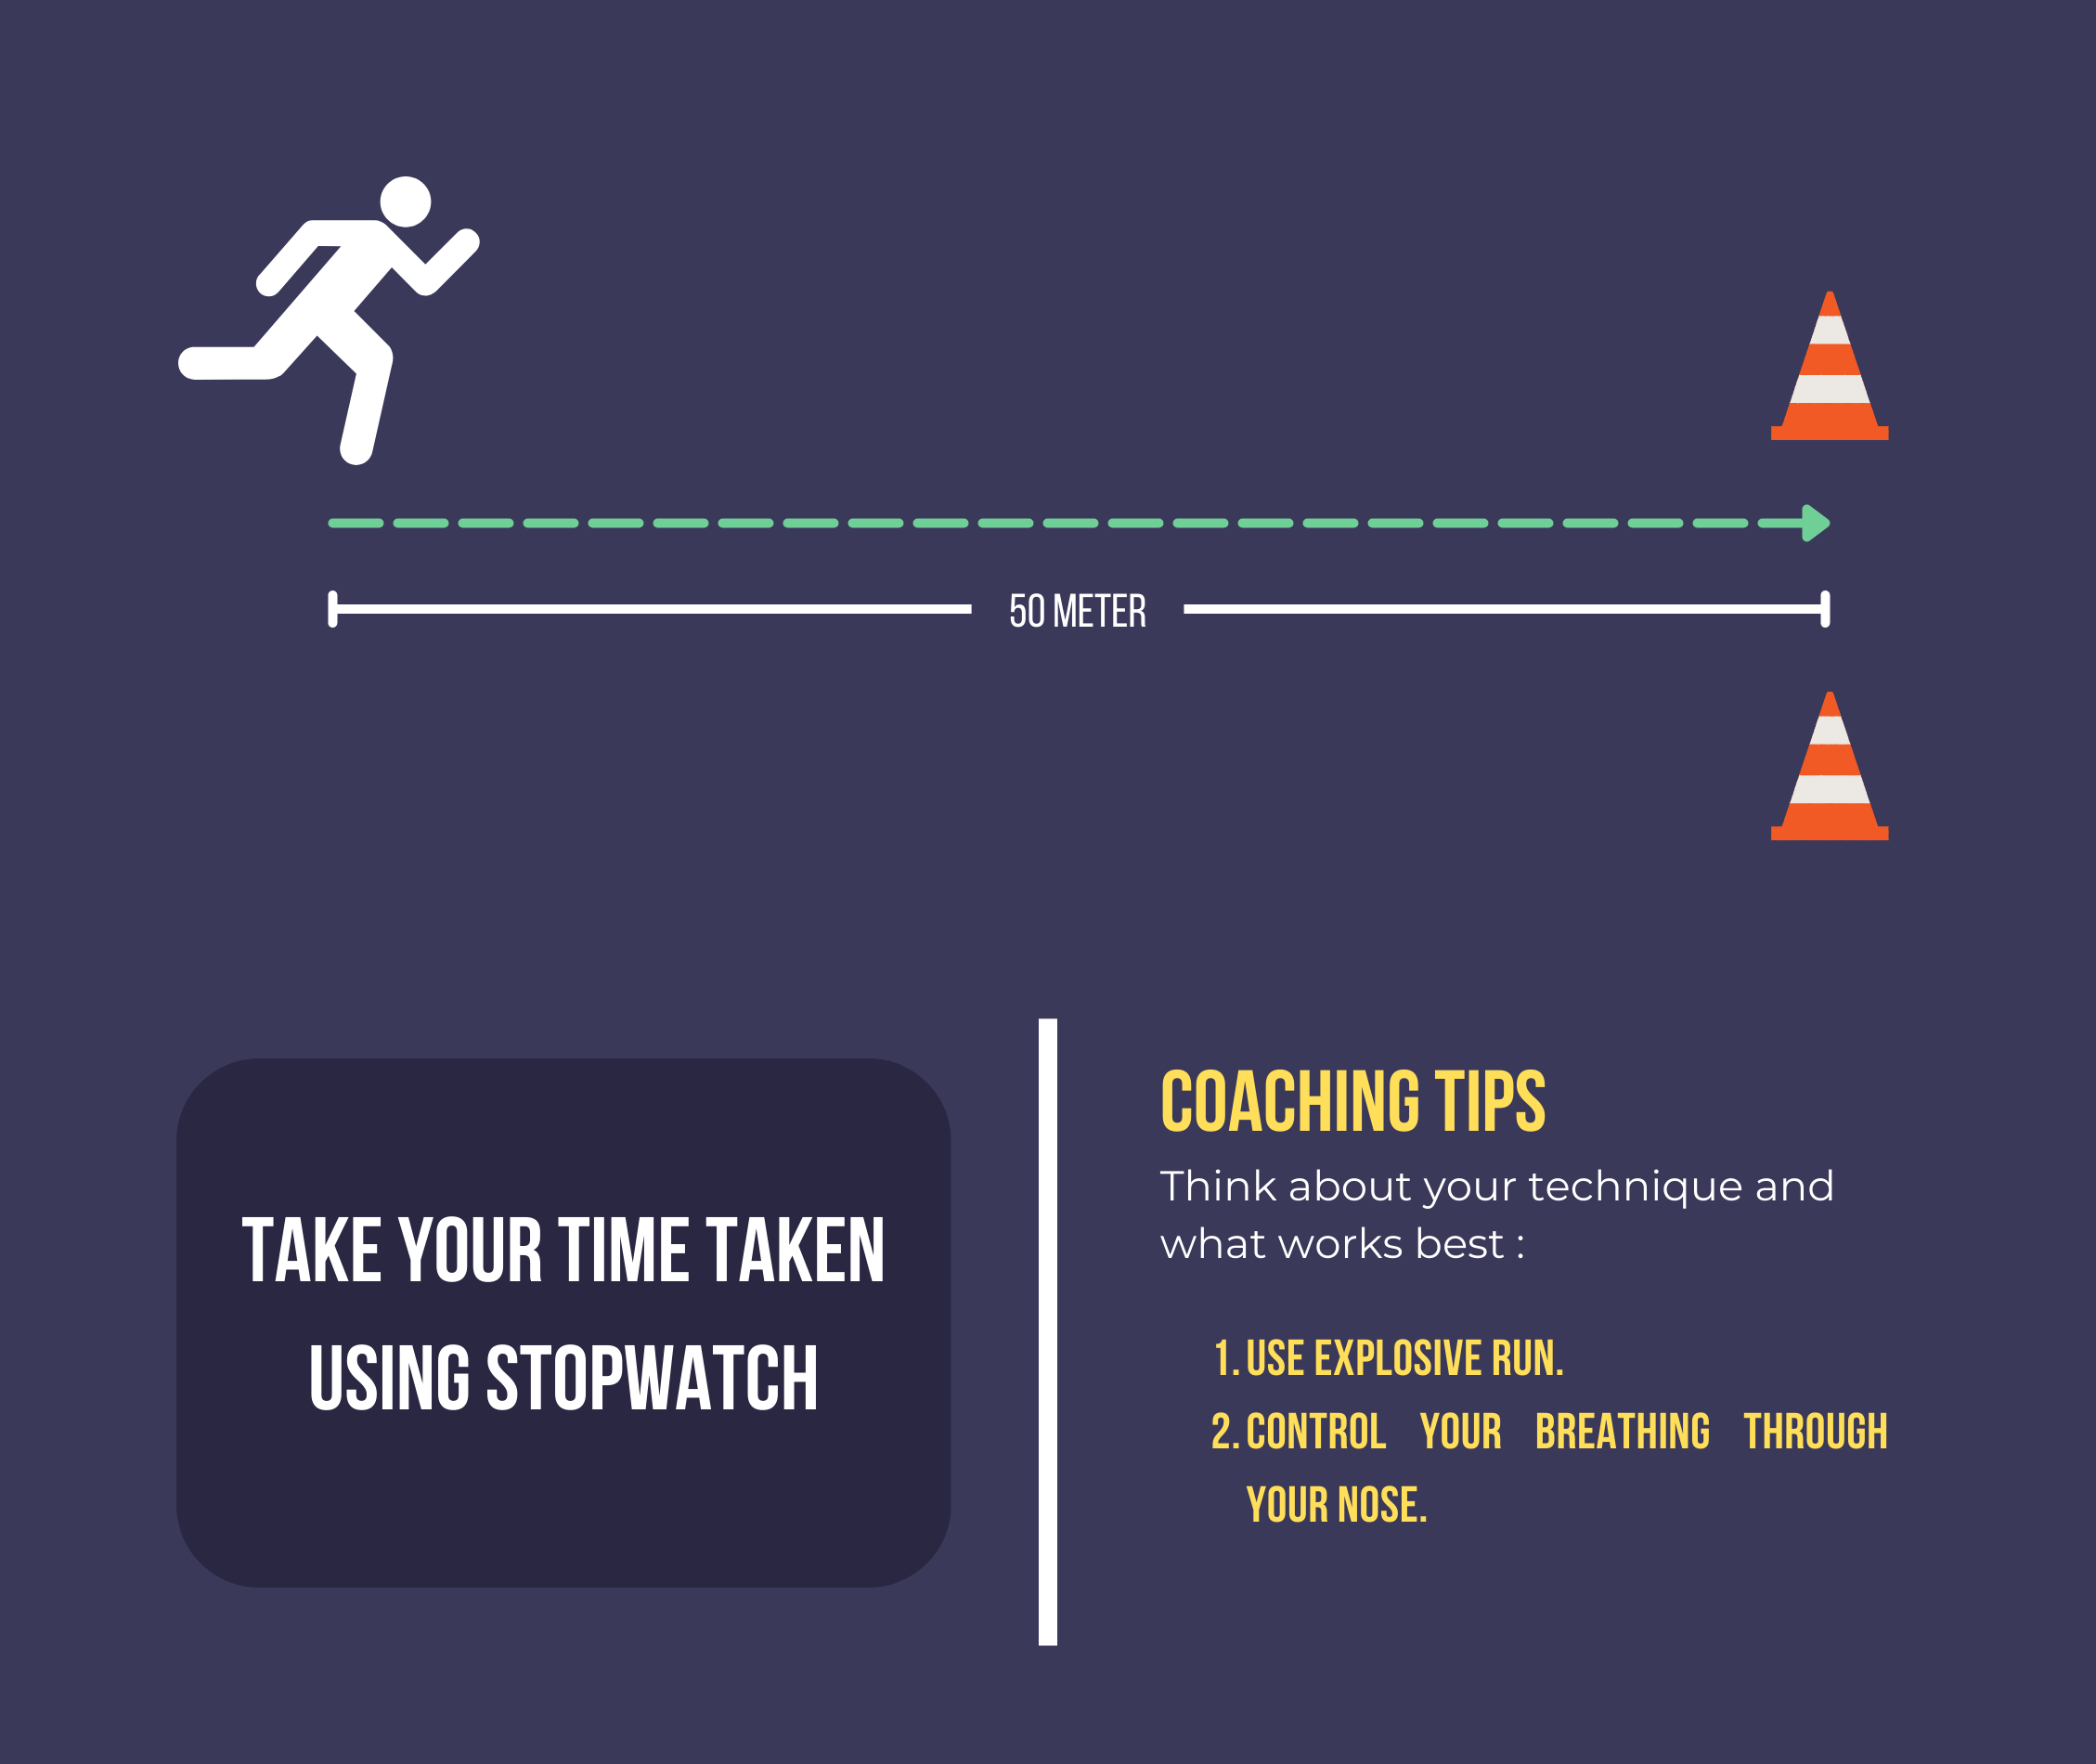 50 METER
TAKE YOUR TIME TAKEN
USING STOPWATCH
COACHING TIPS
Think about your technique and
what works best :
1. USE EXPLOSIVE RUN.
2. CONTROL YOUR BREATHING THROUGH
YOUR NOSE.